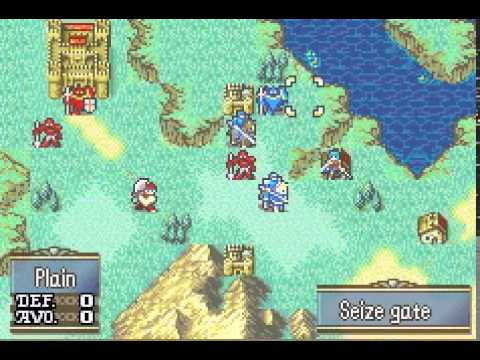 Plain
DEF. 0
AVO. 0
Seize gate